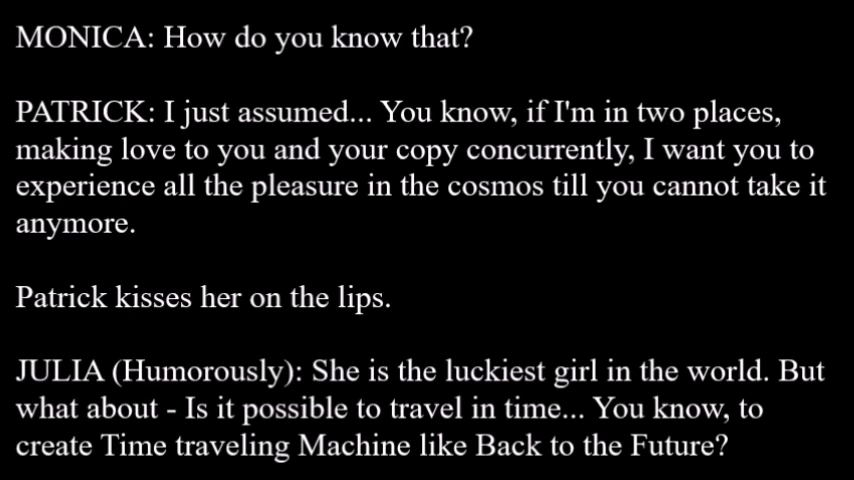 MONICA: How do you know that?
PATRICK: I just assumed... You know, if I'm in two places,
making love to you and your copy concurrently, I want you to
experience all the pleasure in the cosmos till you cannot take it
anymore.
Patrick kisses her on the lips.
JULIA (Humorously): She is the luckiest girl in the world. But
what about - Is it possible to travel in time... You know, to
create Time traveling Machine like Back to the Future?